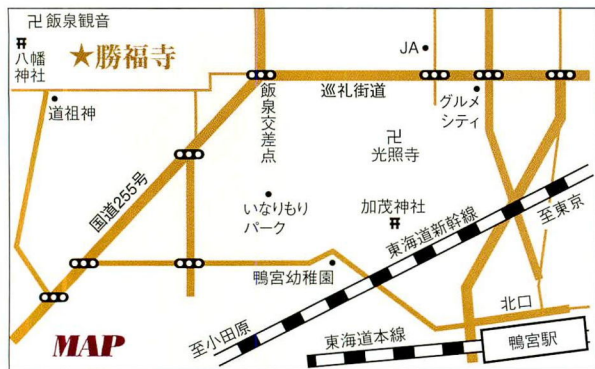 卍飯泉観音
八幡
神社
★勝福寺
道祖神
飯泉交差点
巡礼街道
JA
グルメ
シティ
卍
光照寺
国道255号
いなりもり
パーク
加茂神社
東海道新幹線
至東京
鴨宮幼稚園
北口
至小田原
東海道本線
鴨宮駅
MAP